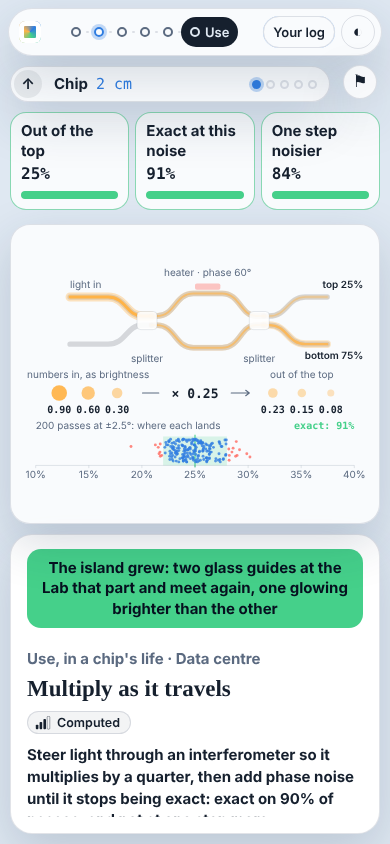 Use
Your log
Chip 2 cm
Out of the top
25%
Exact at this noise
91%
One step noisier
84%
heater · phase 60°
light in
top 25%
splitter
splitter
bottom 75%
numbers in, as brightness
out of the top
× 0.25
0.90 0.60 0.30
0.23 0.15 0.08
200 passes at ±2.5°: where each lands
exact: 91%
10% 15% 20% 25% 30% 35% 40%
The island grew: two glass guides at the
Lab that part and meet again, one glowing
brighter than the other
Use, in a chip's life · Data centre
Multiply as it travels
Computed
Steer light through an interferometer so it
multiplies by a quarter, then add phase noise
until it stops being exact: exact on 90% of